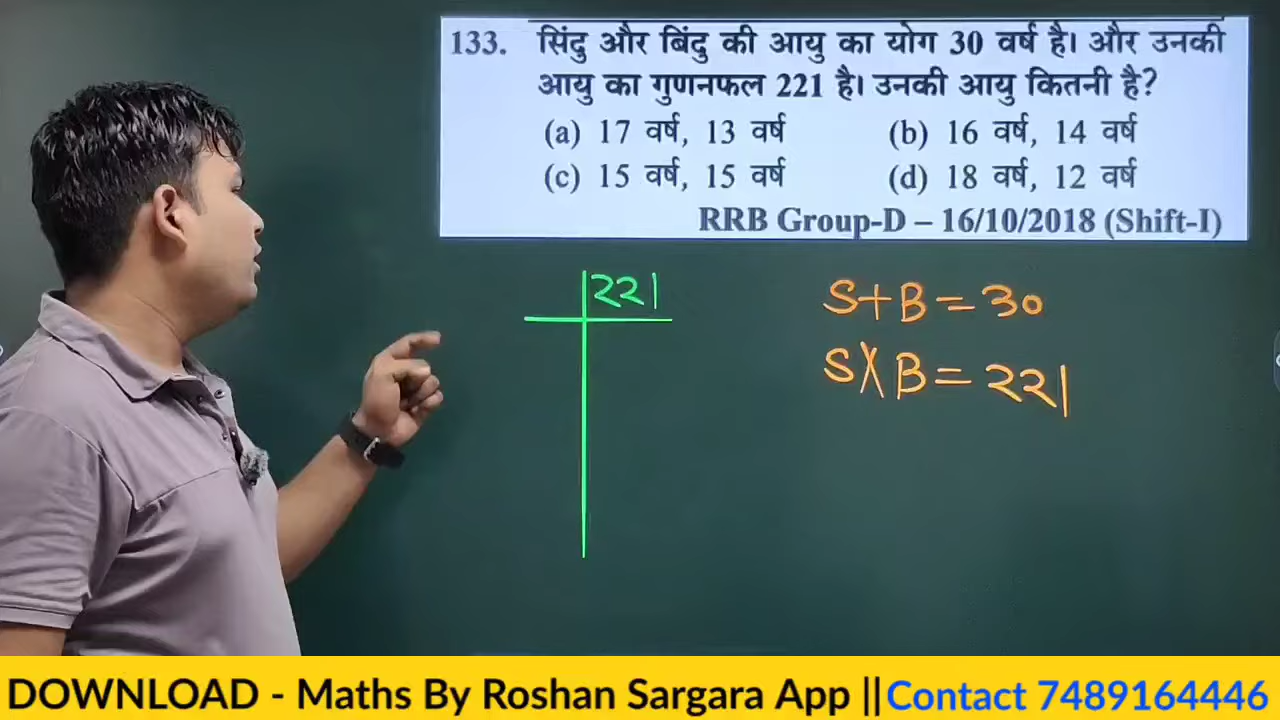 133. सिंदु और बिंदु की आयु का योग 30 वर्ष है। और उनकी
आयु का गुणनफल 221 है। उनकी आयु कितनी है?
(a) 17 वर्ष, 13 वर्ष (b) 16 वर्ष, 14 वर्ष
(c) 15 वर्ष, 15 वर्ष (d) 18 वर्ष, 12 वर्ष
RRB Group-D – 16/10/2018 (Shift-I)
221
S+B=30
S×B=221
DOWNLOAD - Maths By Roshan Sargara App || Contact 7489164446